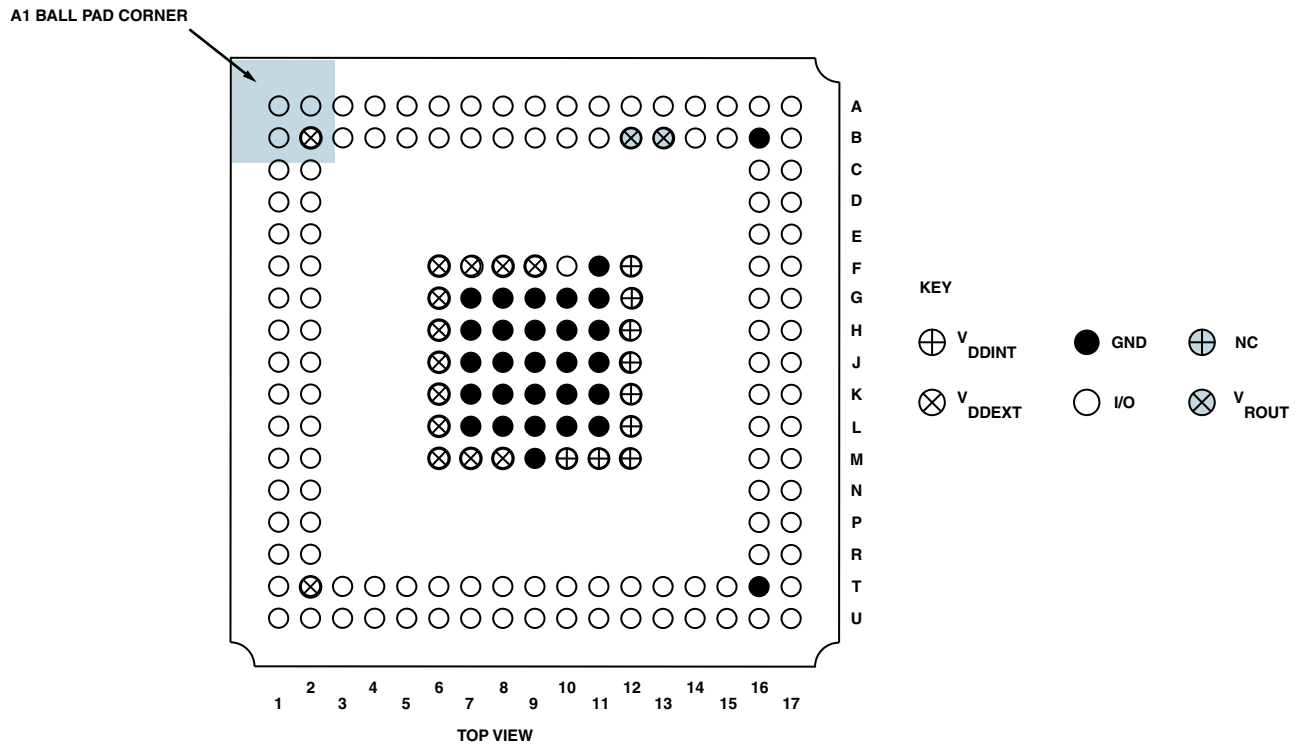 A1 BALL PAD CORNER
A
B
C
D
E
F
G
H
J
K
L
M
N
P
R
T
U
KEY
VDDINT
GND
NC
VDDEXT
I/O
VROUT
2 4 6 8 10 12 14 16
1 3 5 7 9 11 13 15 17
TOP VIEW